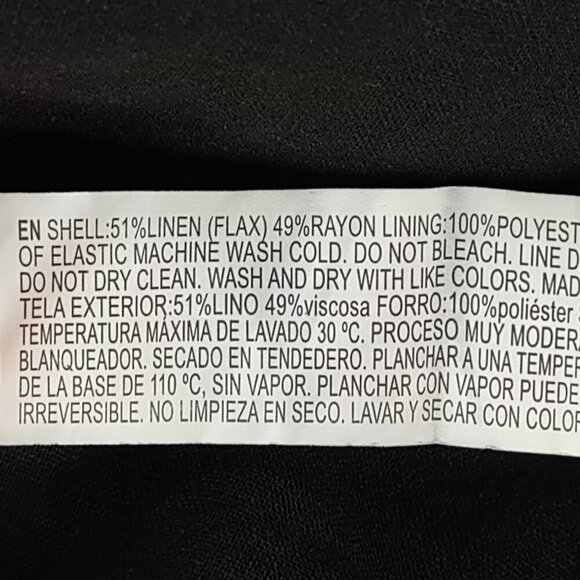 EN SHELL:51%LINEN (FLAX) 49%RAYON LINING:100%POLYEST
OF ELASTIC MACHINE WASH COLD. DO NOT BLEACH. LINE D
DO NOT DRY CLEAN. WASH AND DRY WITH LIKE COLORS. MAD
TELA EXTERIOR:51%LINO 49%viscosa FORRO:100%poliéster
TEMPERATURA MÁXIMA DE LAVADO 30 ºC. PROCESO MUY MODERA
BLANQUEADOR. SECADO EN TENDEDERO. PLANCHAR A UNA TEMPER
DE LA BASE DE 110 ºC, SIN VAPOR. PLANCHAR CON VAPOR PUEDE
IRREVERSIBLE. NO LIMPIEZA EN SECO. LAVAR Y SECAR CON COLOR